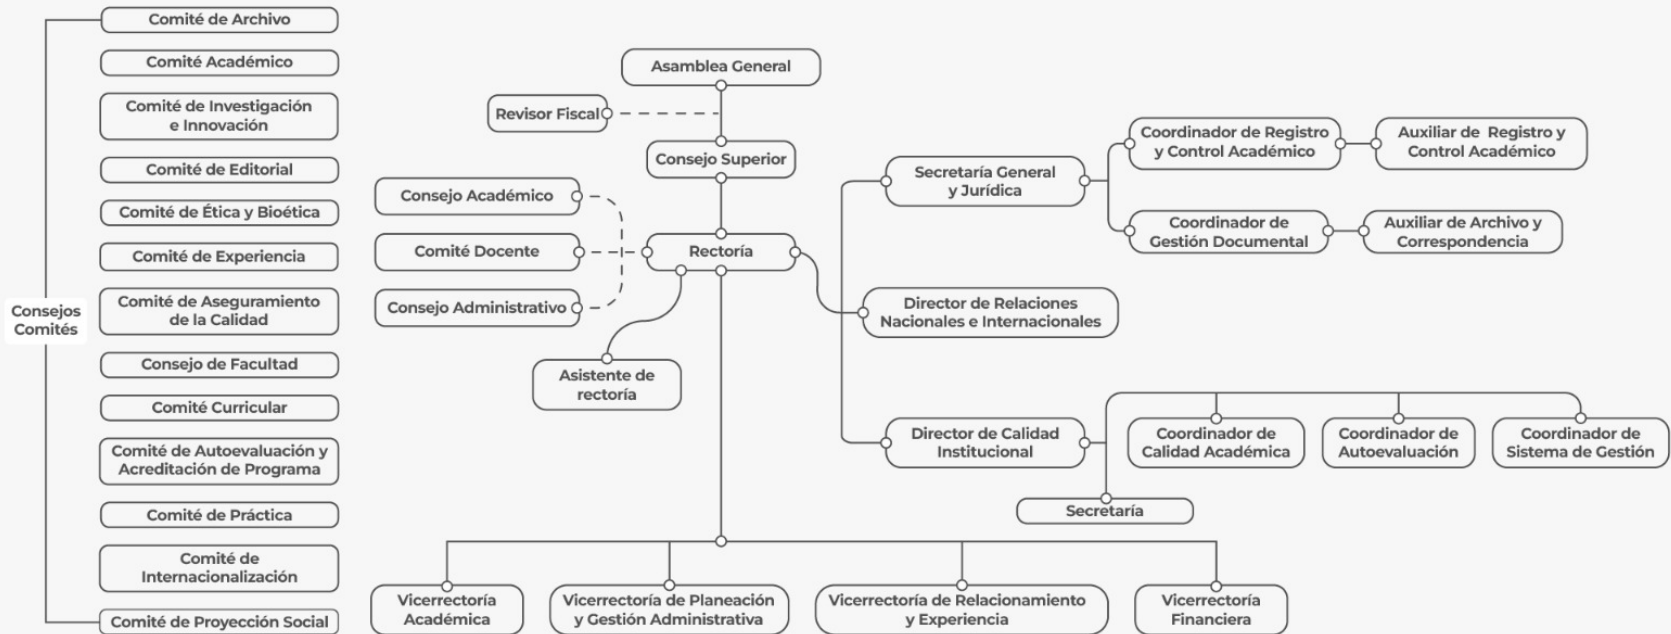 Consejos
Comités
Comité de Archivo
Comité Académico
Comité de Investigación
e Innovación
Comité de Editorial
Comité de Ética y Bioética
Comité de Experiencia
Comité de Aseguramiento
de la Calidad
Consejo de Facultad
Comité Curricular
Comité de Autoevaluación y
Acreditación de Programa
Comité de Práctica
Comité de
Internacionalización
Comité de Proyección Social
Asamblea General
Revisor Fiscal
Consejo Superior
Consejo Académico
Comité Docente
Consejo Administrativo
Rectoría
Asistente de
rectoría
Secretaría General
y Jurídica
Coordinador de Registro
y Control Académico
Auxiliar de Registro y
Control Académico
Coordinador de
Gestión Documental
Auxiliar de Archivo y
Correspondencia
Director de Relaciones
Nacionales e Internacionales
Director de Calidad
Institucional
Coordinador de
Calidad Académica
Coordinador de
Autoevaluación
Coordinador de
Sistema de Gestión
Secretaría
Vicerrectoría
Académica
Vicerrectoría de Planeación
y Gestión Administrativa
Vicerrectoría de Relacionamiento
y Experiencia
Vicerrectoría
Financiera